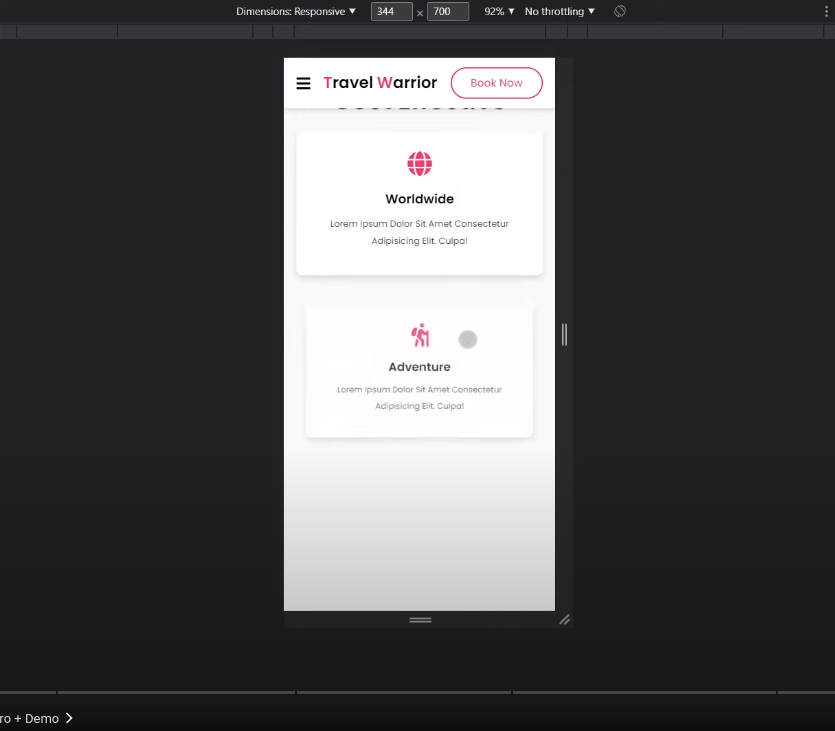 Dimensions: Responsive ▼ 344 × 700 92% ▼ No throttling ▼
Travel Warrior Book Now
Worldwide
Lorem Ipsum Dolor Sit Amet Consectetur
Adipisicing Elit. Culpa!
Adventure
Lorem Ipsum Dolor Sit Amet Consectetur
Adipisicing Elit. Culpa!
ro + Demo